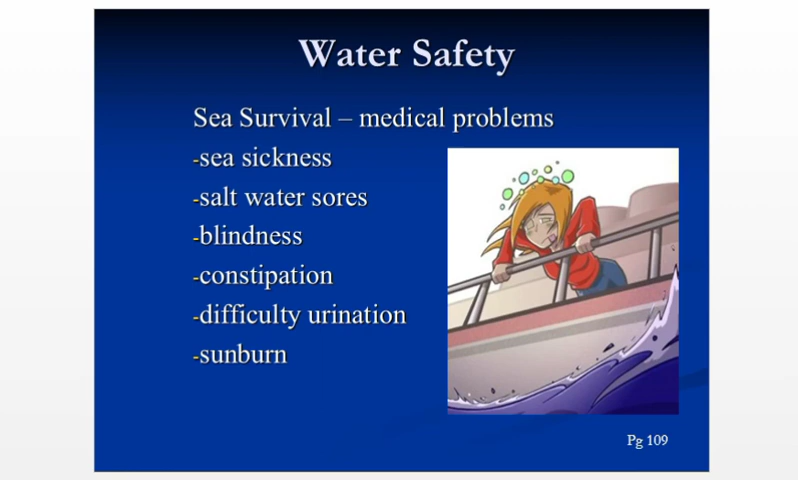 Water Safety
Sea Survival – medical problems
-sea sickness
-salt water sores
-blindness
-constipation
-difficulty urination
-sunburn
Pg 109